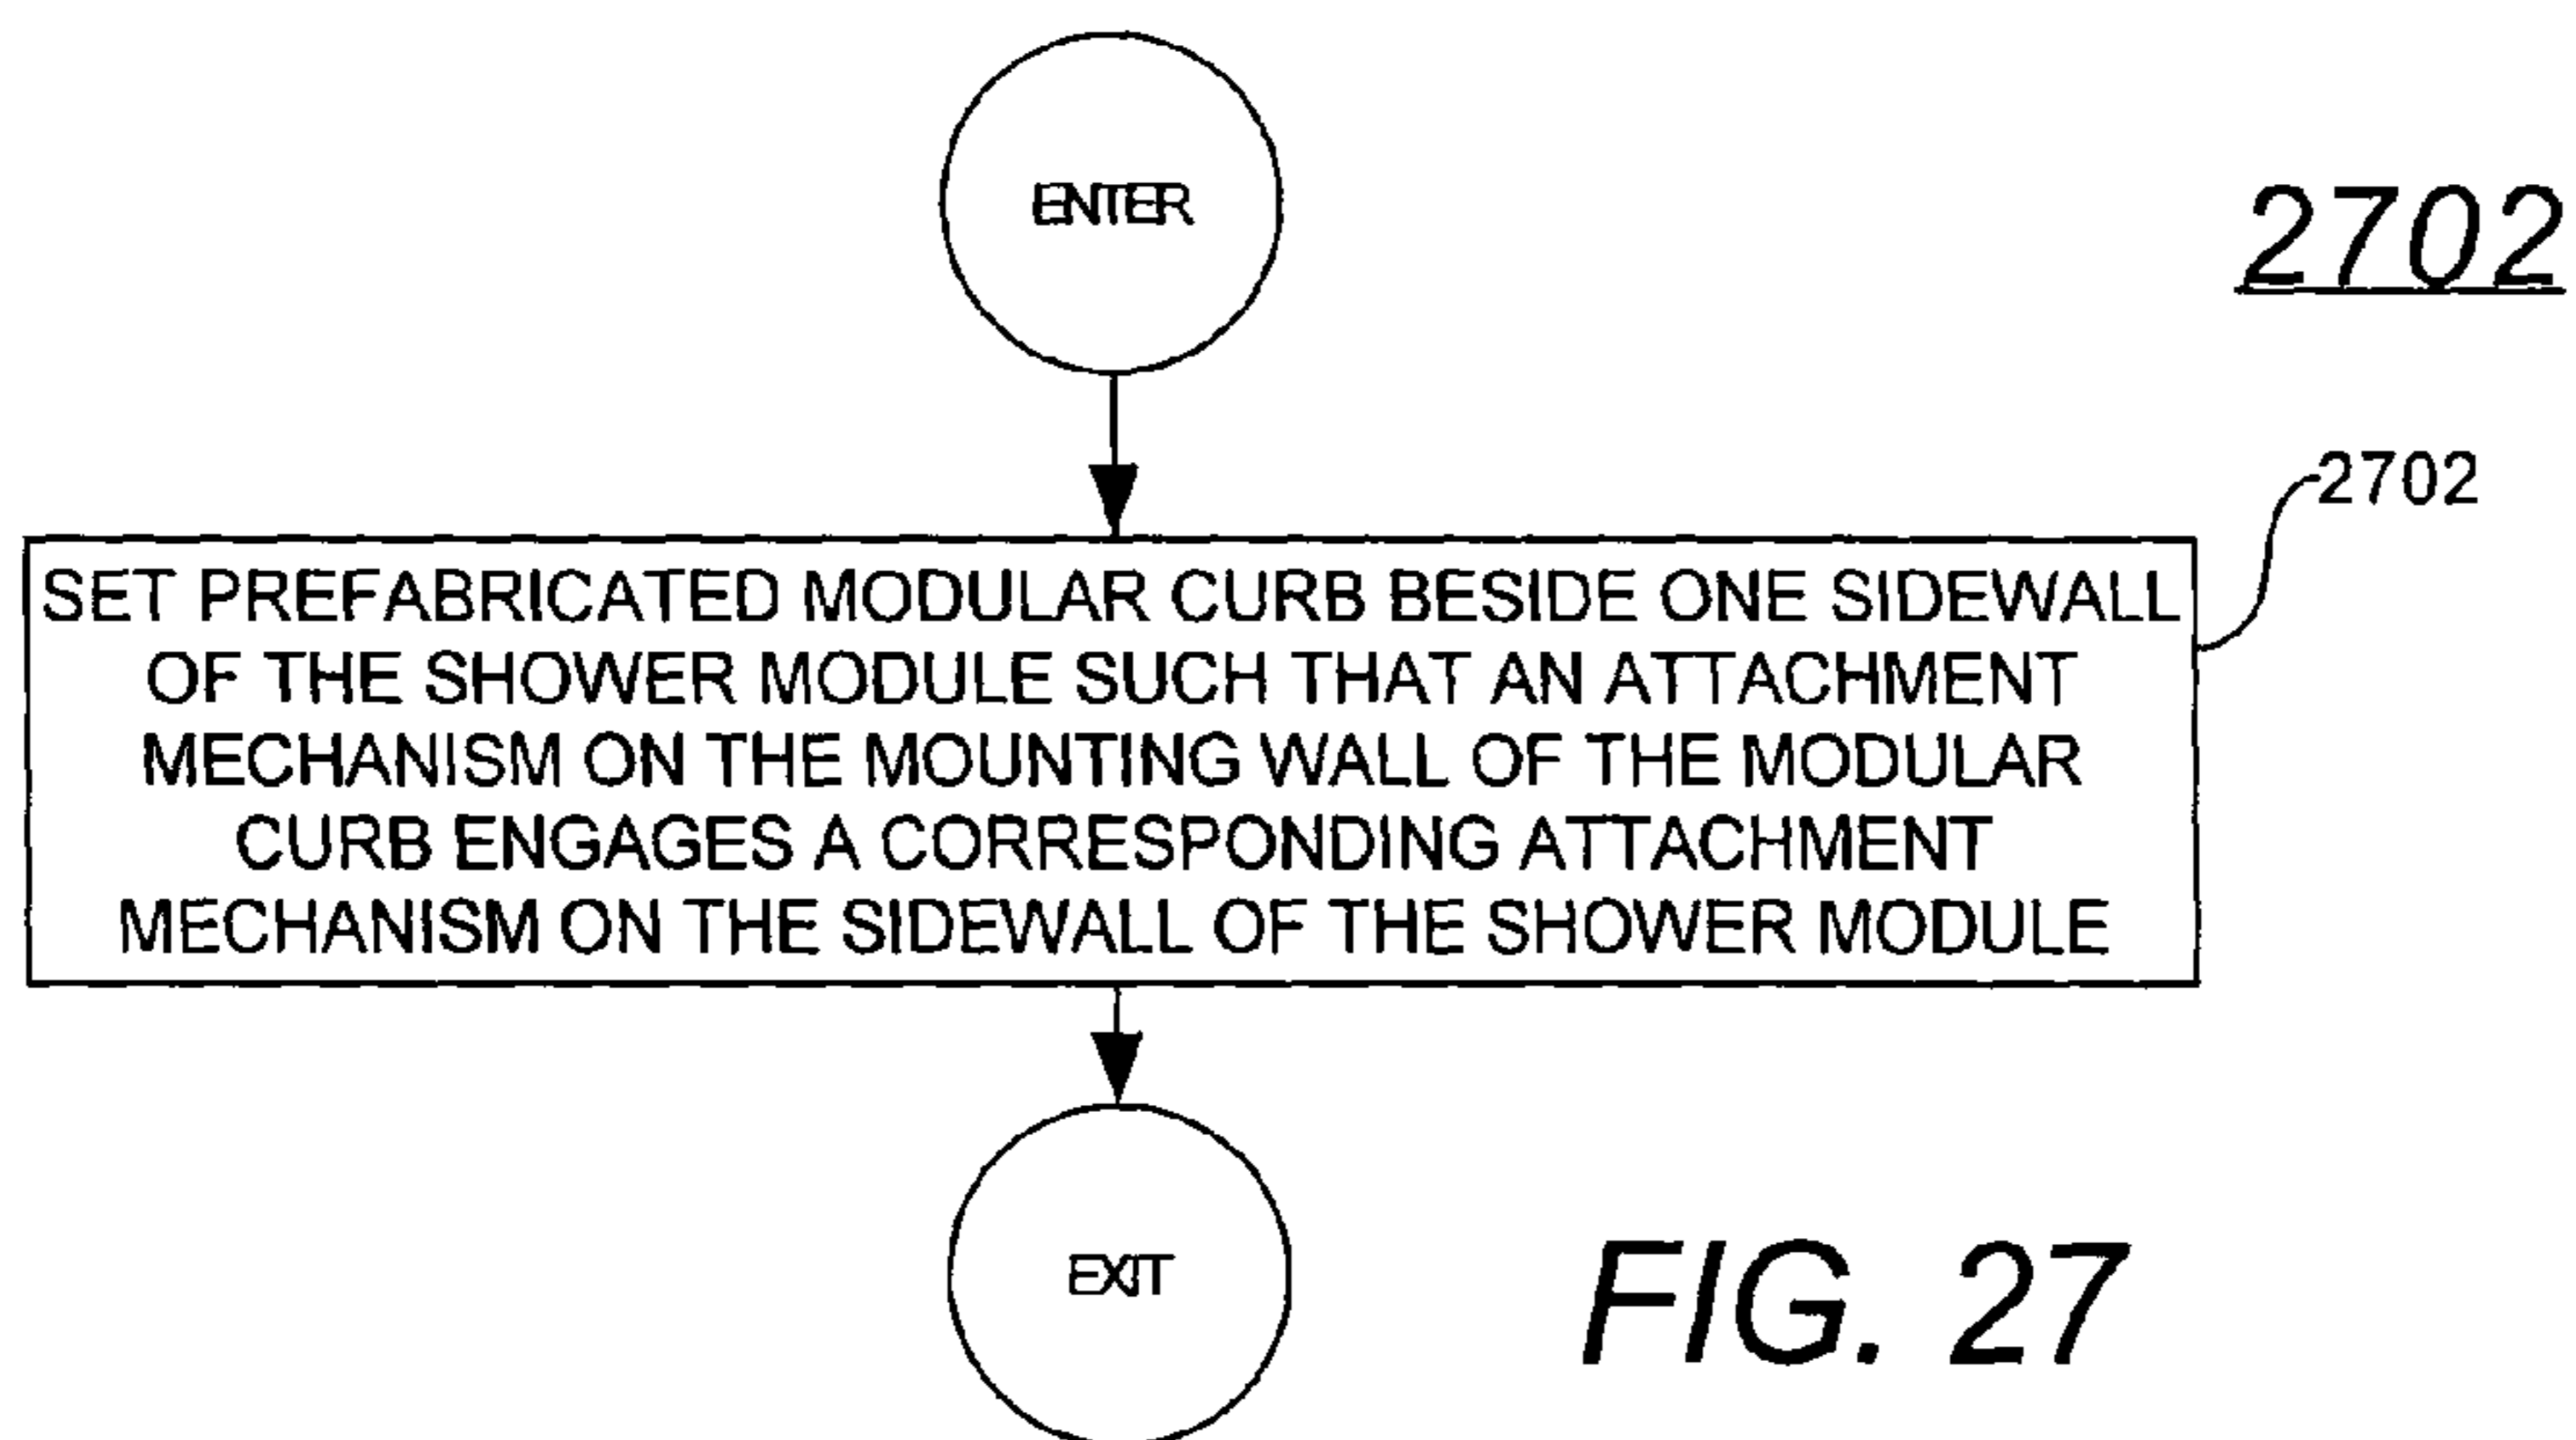 ENTER
2702
2702
SET PREFABRICATED MODULAR CURB BESIDE ONE SIDEWALL
OF THE SHOWER MODULE SUCH THAT AN ATTACHMENT
MECHANISM ON THE MOUNTING WALL OF THE MODULAR
CURB ENGAGES A CORRESPONDING ATTACHMENT
MECHANISM ON THE SIDEWALL OF THE SHOWER MODULE
EXIT
FIG. 27